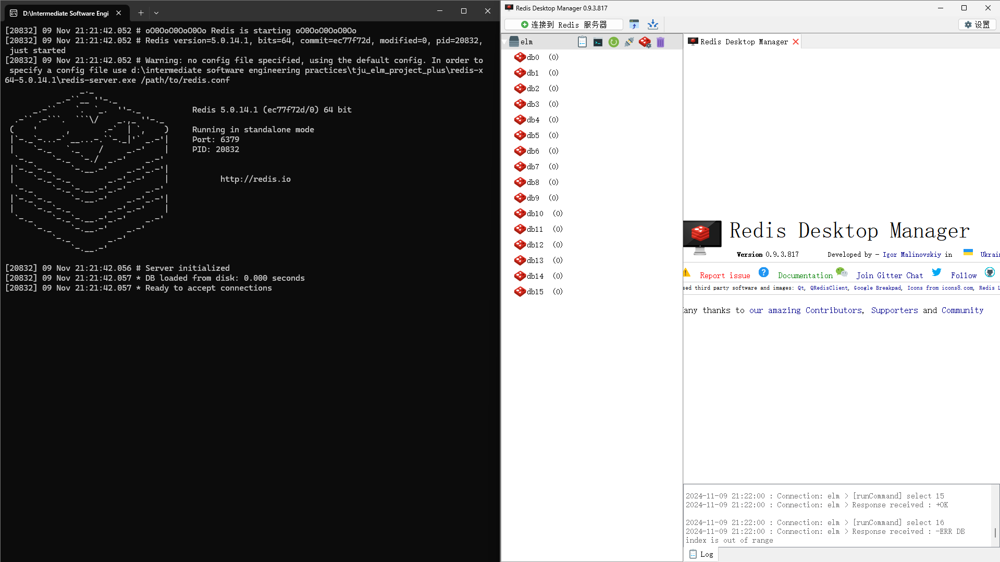 D:\Intermediate Software Engi
[20832] 09 Nov 21:21:42.052 # oO0OoO0OoO0Oo Redis is starting oO0OoO0OoO0Oo
[20832] 09 Nov 21:21:42.052 # Redis version=5.0.14.1, bits=64, commit=ec77f72d, modified=0, pid=20832,
just started
[20832] 09 Nov 21:21:42.052 # Warning: no config file specified, using the default config. In order to
specify a config file use d:\intermediate software engineering practices\tju_elm_project_plus\redis-x
64-5.0.14.1\redis-server.exe /path/to/redis.conf
Redis 5.0.14.1 (ec77f72d/0) 64 bit
Running in standalone mode
Port: 6379
PID: 20832
http://redis.io
[20832] 09 Nov 21:21:42.056 # Server initialized
[20832] 09 Nov 21:21:42.057 * DB loaded from disk: 0.000 seconds
[20832] 09 Nov 21:21:42.057 * Ready to accept connections
Redis Desktop Manager 0.9.3.817
连接到 Redis 服务器
设置
elm
db0 (0)
db1 (0)
db2 (0)
db3 (0)
db4 (0)
db5 (0)
db6 (0)
db7 (0)
db8 (0)
db9 (0)
db10 (0)
db11 (0)
db12 (0)
db13 (0)
db14 (0)
db15 (0)
Redis Desktop Manager
Redis Desktop Manager
Version 0.9.3.817 Developed by - Igor Malinovskiy in Ukrain
Report issue Documentation Join Gitter Chat Follow
sed third party software and images: Qt, QRedisClient, Google Breakpad, Icons from icons8.com, Redis L
any thanks to our amazing Contributors, Supporters and Community
2024-11-09 21:22:00 : Connection: elm > [runCommand] select 15
2024-11-09 21:22:00 : Connection: elm > Response received : +OK
2024-11-09 21:22:00 : Connection: elm > [runCommand] select 16
2024-11-09 21:22:00 : Connection: elm > Response received : -ERR DB
index is out of range
Log